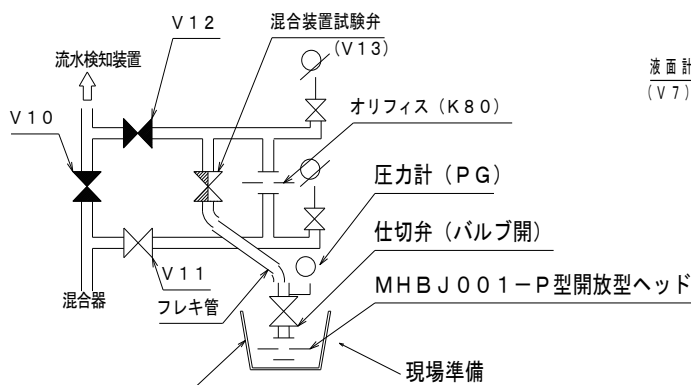 V12
混合装置試験弁
(V13)
流水検知装置
液面計
(V7)
V10
オリフィス(K80)
圧力計(PG)
仕切弁(バルブ開)
V11
混合器
フレキ管
MHBJ001-P型開放型ヘッド
現場準備